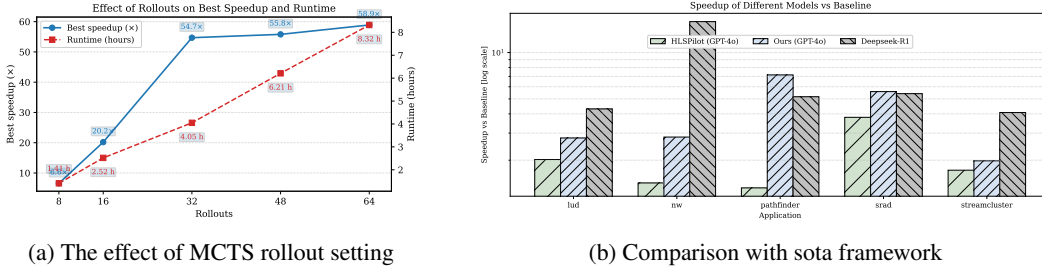 Effect of Rollouts on Best Speedup and Runtime
Best speedup (×)
Runtime (hours)
60
50
40
30
20
10
Best speedup (×)
8
7
6
5
4
3
2
Runtime (hours)
1.41 h
20.2×
2.52 h
54.7×
4.05 h
55.8×
6.21 h
58.9×
8.32 h
8
16
32
48
64
Rollouts
(a) The effect of MCTS rollout setting
Speedup of Different Models vs Baseline
HLSPilot (GPT-4o)
Ours (GPT-4o)
Deepseek-R1
10¹
Speedup vs Baseline [log scale]
lud
nw
pathfinder
srad
streamcluster
Application
(b) Comparison with sota framework